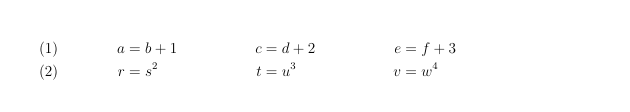 (1) a = b + 1 c = d + 2 e = f + 3
(2) r = s² t = u³ v = w⁴